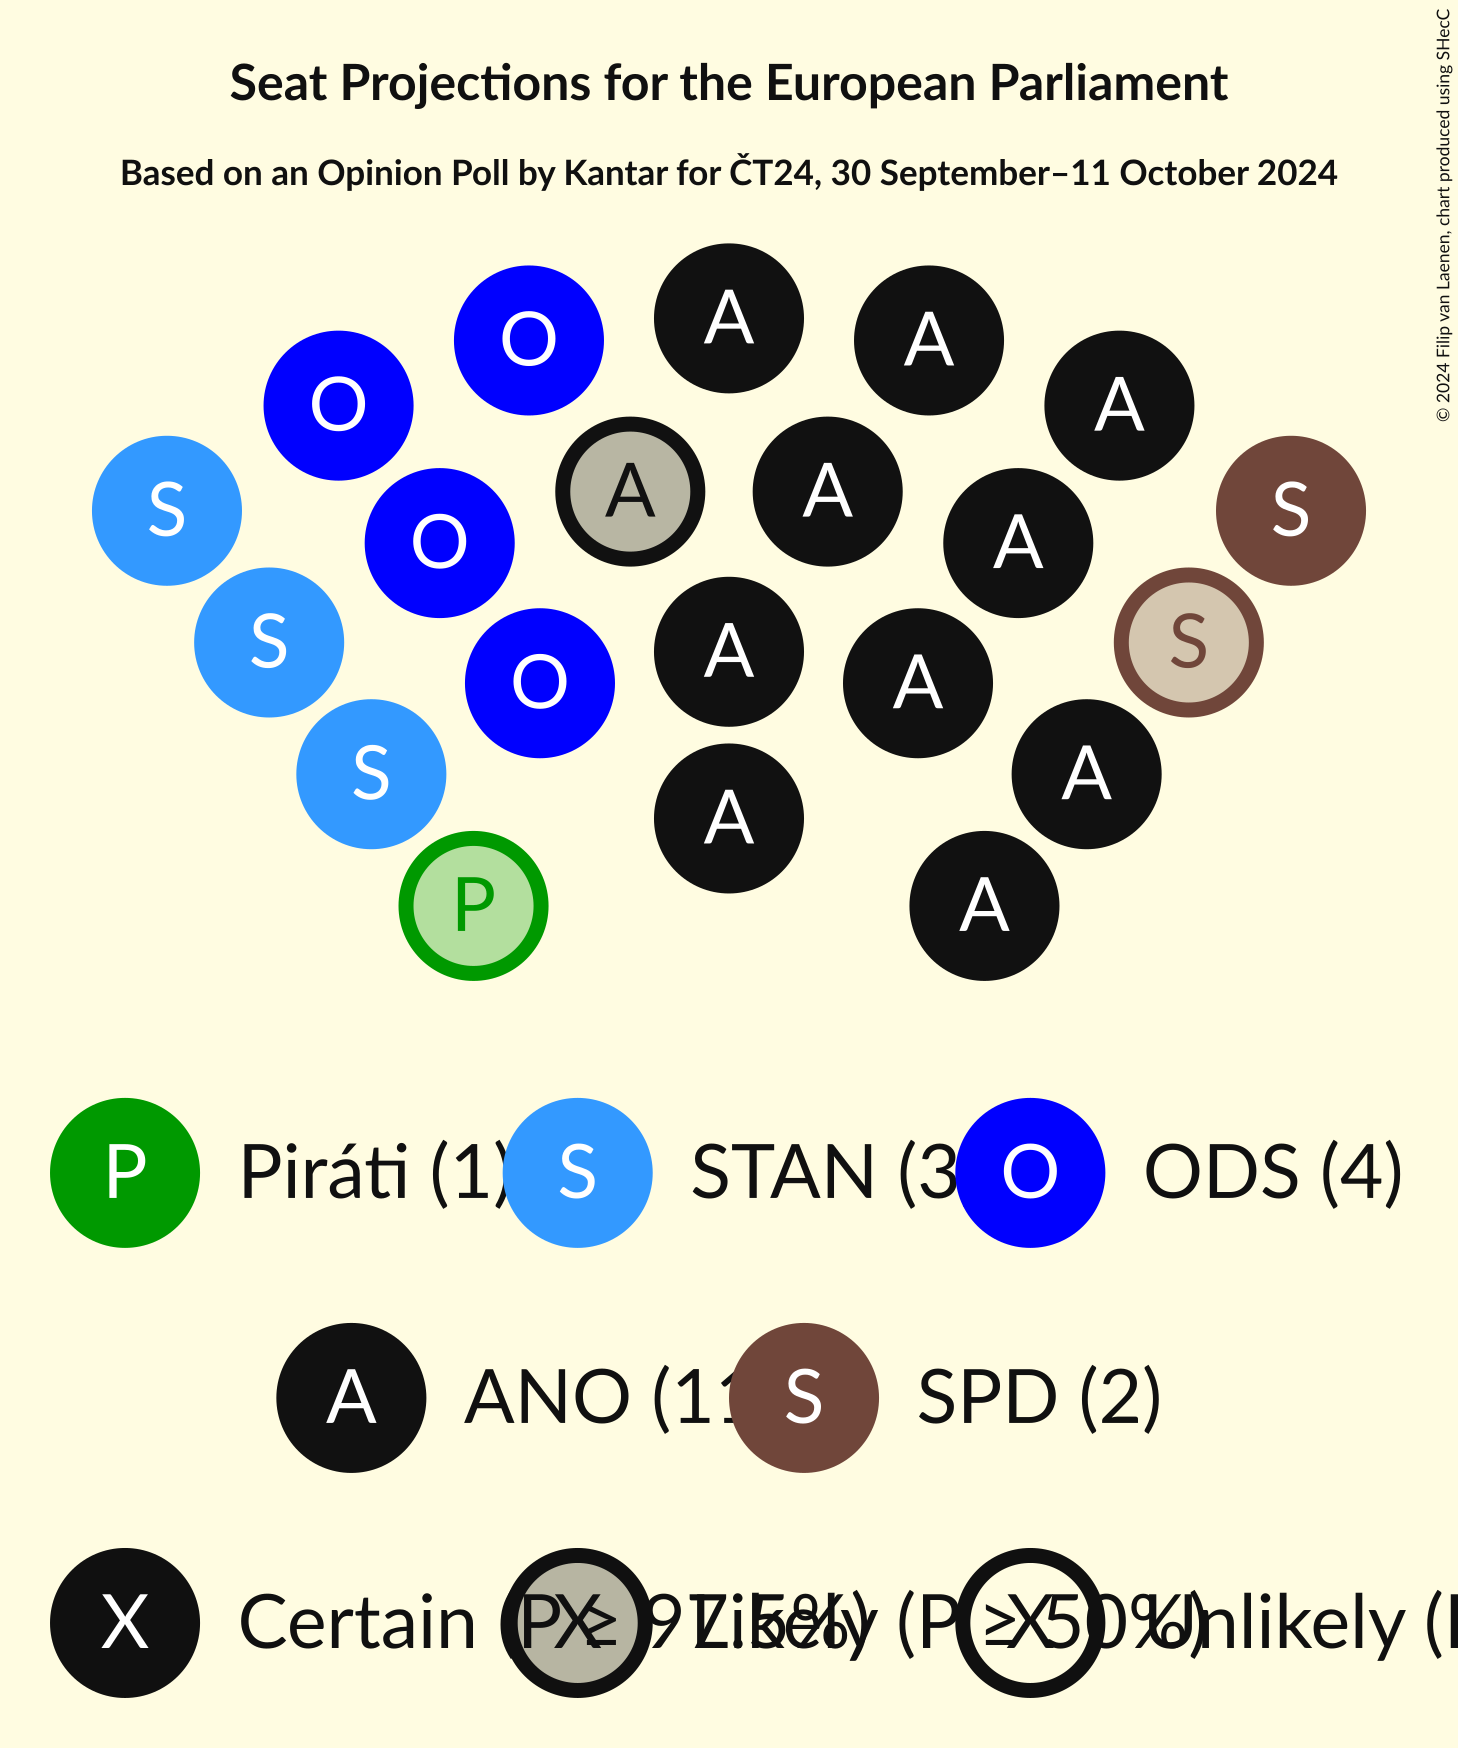 Seat Projections for the European Parliament
Based on an Opinion Poll by Kantar for ČT24, 30 September–11 October 2024
© 2024 Filip van Laenen, chart produced using SHecC
A
O A
O A
A A
S S
O A
S S
A
O A
S A
A
P A
P Piráti (1) S STAN (3 O ODS (4)
A ANO (11 S SPD (2)
X Certain (P ≥ 97.5%) X Likely (P ≥ 50%) X Unlikely (